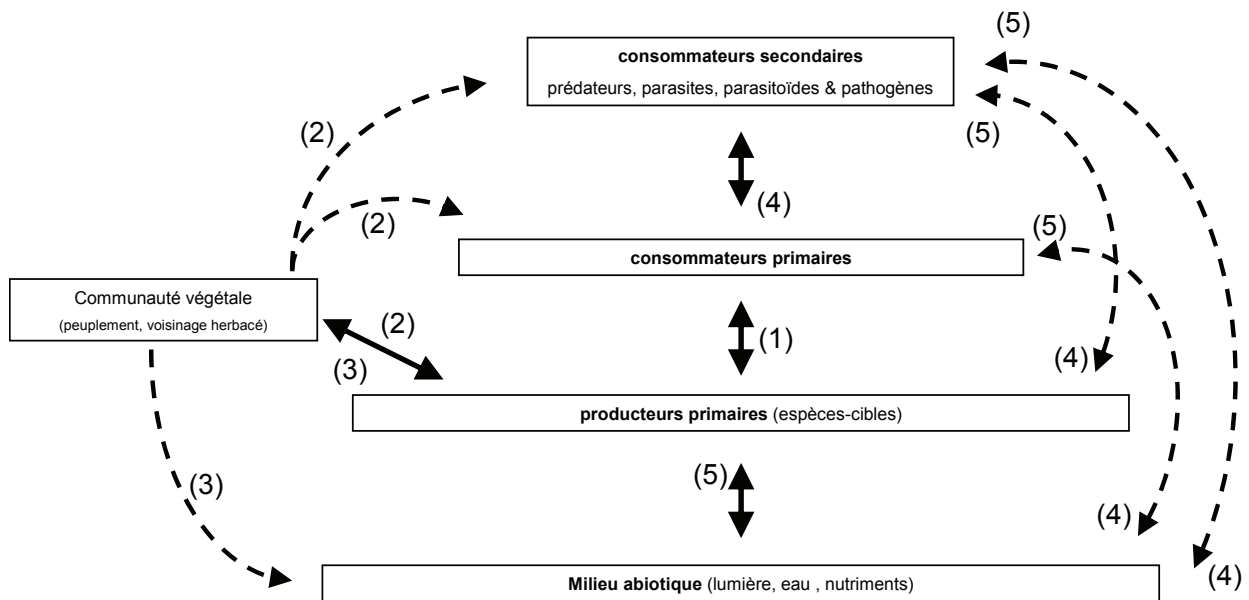 (5)
consommateurs secondaires
prédateurs, parasites, parasitoïdes & pathogènes
(2)
(5)
(4)
(2)
(5)
consommateurs primaires
Communauté végétale
(peuplement, voisinage herbacé)
(2)
(1)
(3)
(4)
producteurs primaires (espèces-cibles)
(5)
(3)
(4)
(4)
Milieu abiotique (lumière, eau , nutriments)